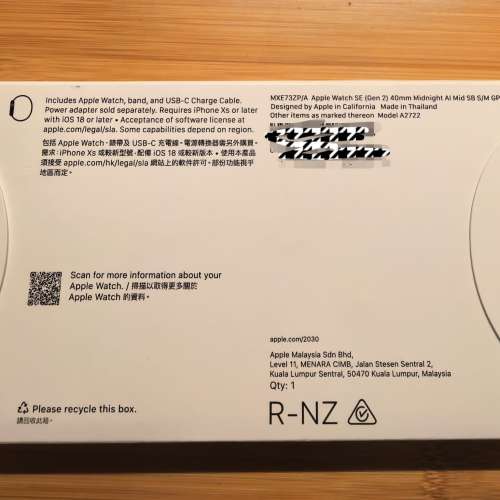 Includes Apple Watch, band, and USB-C Charge Cable.
Power adapter sold separately. Requires iPhone Xs or later
with iOS 18 or later • Acceptance of software license at
apple.com/legal/sla. Some capabilities depend on region.
包括 Apple Watch、錶帶及 USB-C 充電線。電源轉換器需另外購買。
需求：iPhone Xs 或較新型號，配備 iOS 18 或較新版本 • 使用本產品
須接受 apple.com/hk/legal/sla 網站上的軟件許可。部份功能視乎
地區而定。
MXE73ZP/A Apple Watch SE (Gen 2) 40mm Midnight Al Mid SB S/M GP
Designed by Apple in California Made in Thailand
Other items as marked thereon Model A2722
Scan for more information about your
Apple Watch. / 掃描以取得更多關於
Apple Watch 的資料。
apple.com/2030
Apple Malaysia Sdn Bhd,
Level 11, MENARA CIMB, Jalan Stesen Sentral 2,
Kuala Lumpur Sentral, 50470 Kuala Lumpur, Malaysia
Qty: 1
R-NZ
Please recycle this box.
請回收此箱。